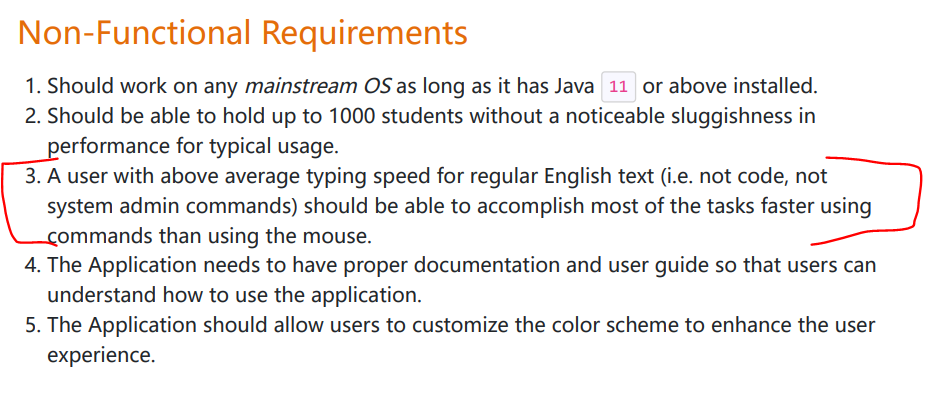 Non-Functional Requirements
1. Should work on any mainstream OS as long as it has Java 11 or above installed.
2. Should be able to hold up to 1000 students without a noticeable sluggishness in
performance for typical usage.
3. A user with above average typing speed for regular English text (i.e. not code, not
system admin commands) should be able to accomplish most of the tasks faster using
commands than using the mouse.
4. The Application needs to have proper documentation and user guide so that users can
understand how to use the application.
5. The Application should allow users to customize the color scheme to enhance the user
experience.